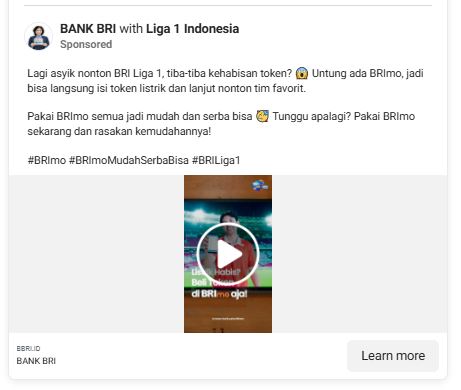 BANK BRI with Liga 1 Indonesia
Sponsored
Lagi asyik nonton BRI Liga 1, tiba-tiba kehabisan token? 😱 Untung ada BRImo, jadi
bisa langsung isi token listrik dan lanjut nonton tim favorit.
Pakai BRImo semua jadi mudah dan serba bisa 🥳 Tunggu apalagi? Pakai BRImo
sekarang dan rasakan kemudahannya!
#BRImo #BRImoMudahSerbaBisa #BRILiga1
Listrik Habis?
Beli Token
di BRImo aja!
BBRI.ID
BANK BRI
Learn more